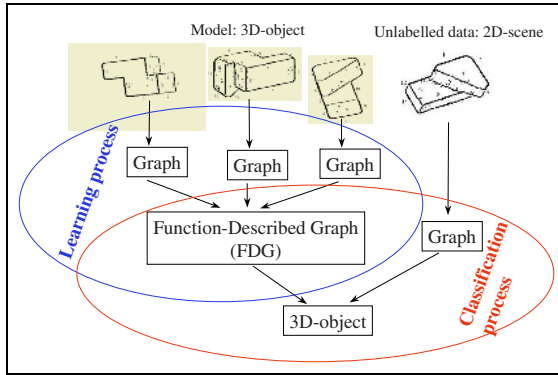 Model: 3D-object
Unlabelled data: 2D-scene
Learning process
Graph
Graph
Graph
Function-Described Graph
(FDG)
Graph
Classification
process
3D-object